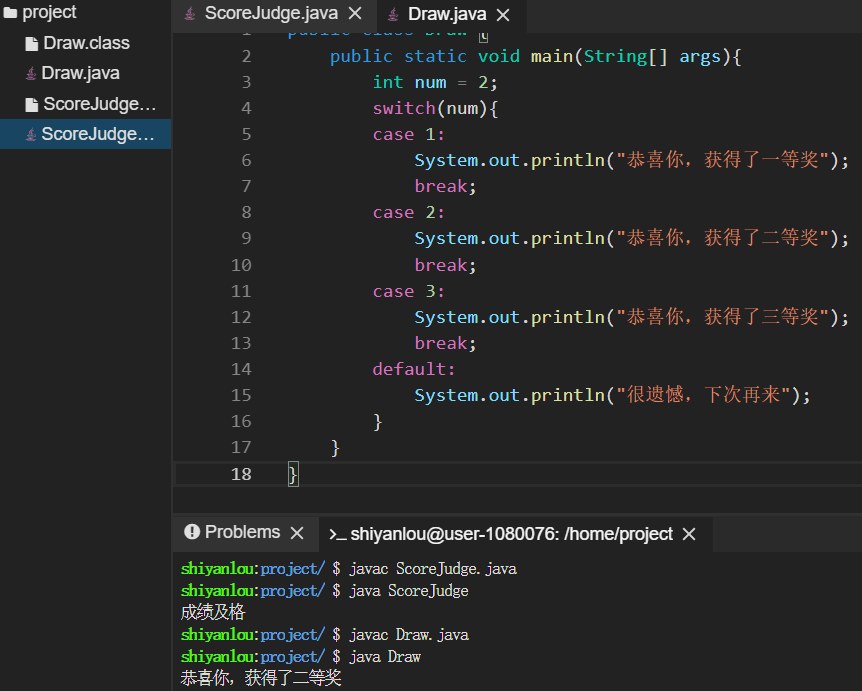 project
Draw.class
Draw.java
ScoreJudge...
ScoreJudge...
ScoreJudge.java
Draw.java
1 public class Draw {
2 public static void main(String[] args){
3 int num = 2;
4 switch(num){
5 case 1:
6 System.out.println("恭喜你，获得了一等奖");
7 break;
8 case 2:
9 System.out.println("恭喜你，获得了二等奖");
10 break;
11 case 3:
12 System.out.println("恭喜你，获得了三等奖");
13 break;
14 default:
15 System.out.println("很遗憾，下次再来");
16 }
17 }
18 }
Problems
>_ shiyanlou@user-1080076: /home/project
shiyanlou:project/ $ javac ScoreJudge.java
shiyanlou:project/ $ java ScoreJudge
成绩及格
shiyanlou:project/ $ javac Draw.java
shiyanlou:project/ $ java Draw
恭喜你，获得了二等奖